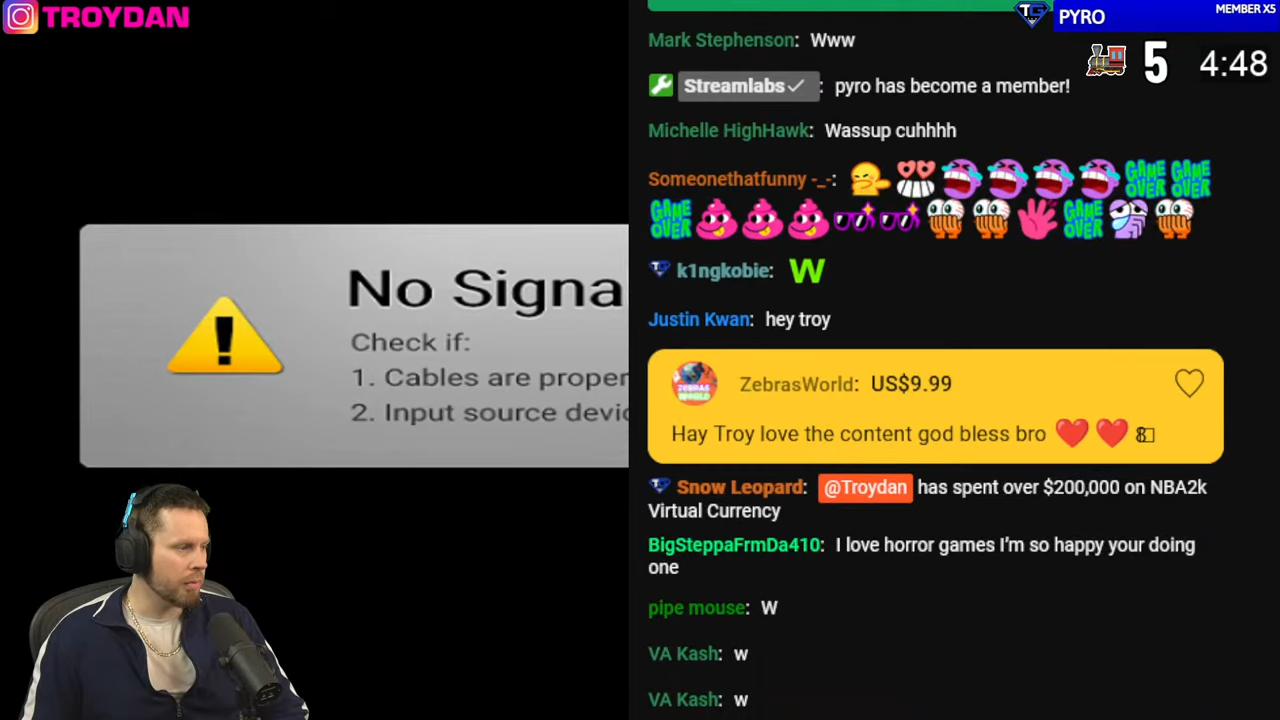 TROYDAN
TG
PYRO
MEMBER X5
5
4:48
No Signa
Check if:
1. Cables are proper
2. Input source devic
Mark Stephenson: Www
Streamlabs✓: pyro has become a member!
Michelle HighHawk: Wassup cuhhhh
Someonethatfunny -_-: GAME OVER GAME OVER
GAME OVER GAME OVER
k1ngkobie: W
Justin Kwan: hey troy
ZEBRAS WORLD
ZebrasWorld: US$9.99
Hay Troy love the content god bless bro ❤️ ❤️
Snow Leopard: @Troydan has spent over $200,000 on NBA2k
Virtual Currency
BigSteppaFrmDa410: I love horror games I'm so happy your doing
one
pipe mouse: W
VA Kash: w
VA Kash: w